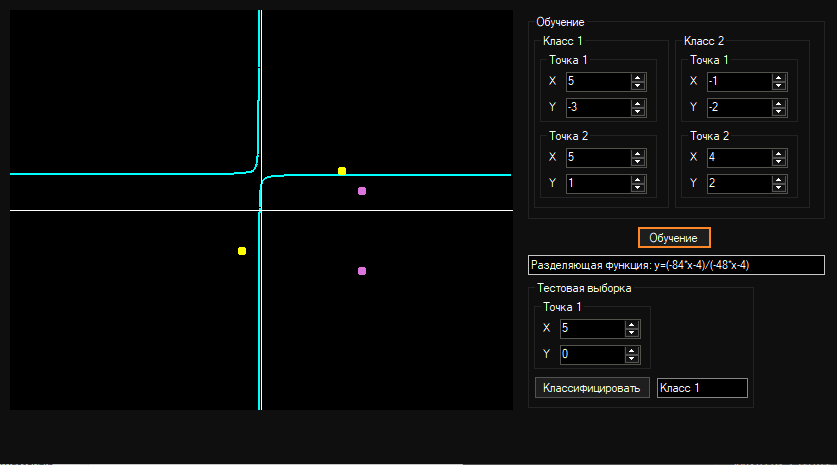 Обучение
Класс 1
Класс 2
Точка 1
Точка 1
X 5
X -1
Y -3
Y -2
Точка 2
Точка 2
X 5
X 4
Y 1
Y 2
Обучение
Разделяющая функция: y=(-84*x-4)/(-48*x-4)
Тестовая выборка
Точка 1
X 5
Y 0
Классифицировать
Класс 1